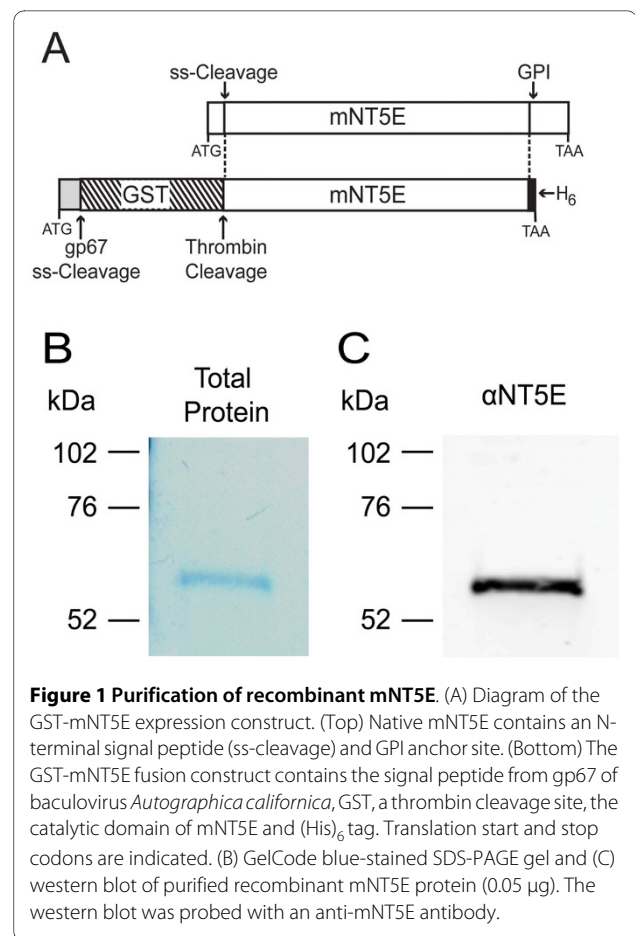 A
ss-Cleavage GPI
mNT5E
ATG TAA
GST mNT5E ←H6
ATG TAA
gp67 Thrombin
ss-Cleavage Cleavage
B C
Total
Protein αNT5E
kDa kDa
102 102
76 76
52 52
Figure 1 Purification of recombinant mNT5E. (A) Diagram of the
GST-mNT5E expression construct. (Top) Native mNT5E contains an N-
terminal signal peptide (ss-cleavage) and GPI anchor site. (Bottom) The
GST-mNT5E fusion construct contains the signal peptide from gp67 of
baculovirus Autographica californica, GST, a thrombin cleavage site, the
catalytic domain of mNT5E and (His)6 tag. Translation start and stop
codons are indicated. (B) GelCode blue-stained SDS-PAGE gel and (C)
western blot of purified recombinant mNT5E protein (0.05 μg). The
western blot was probed with an anti-mNT5E antibody.